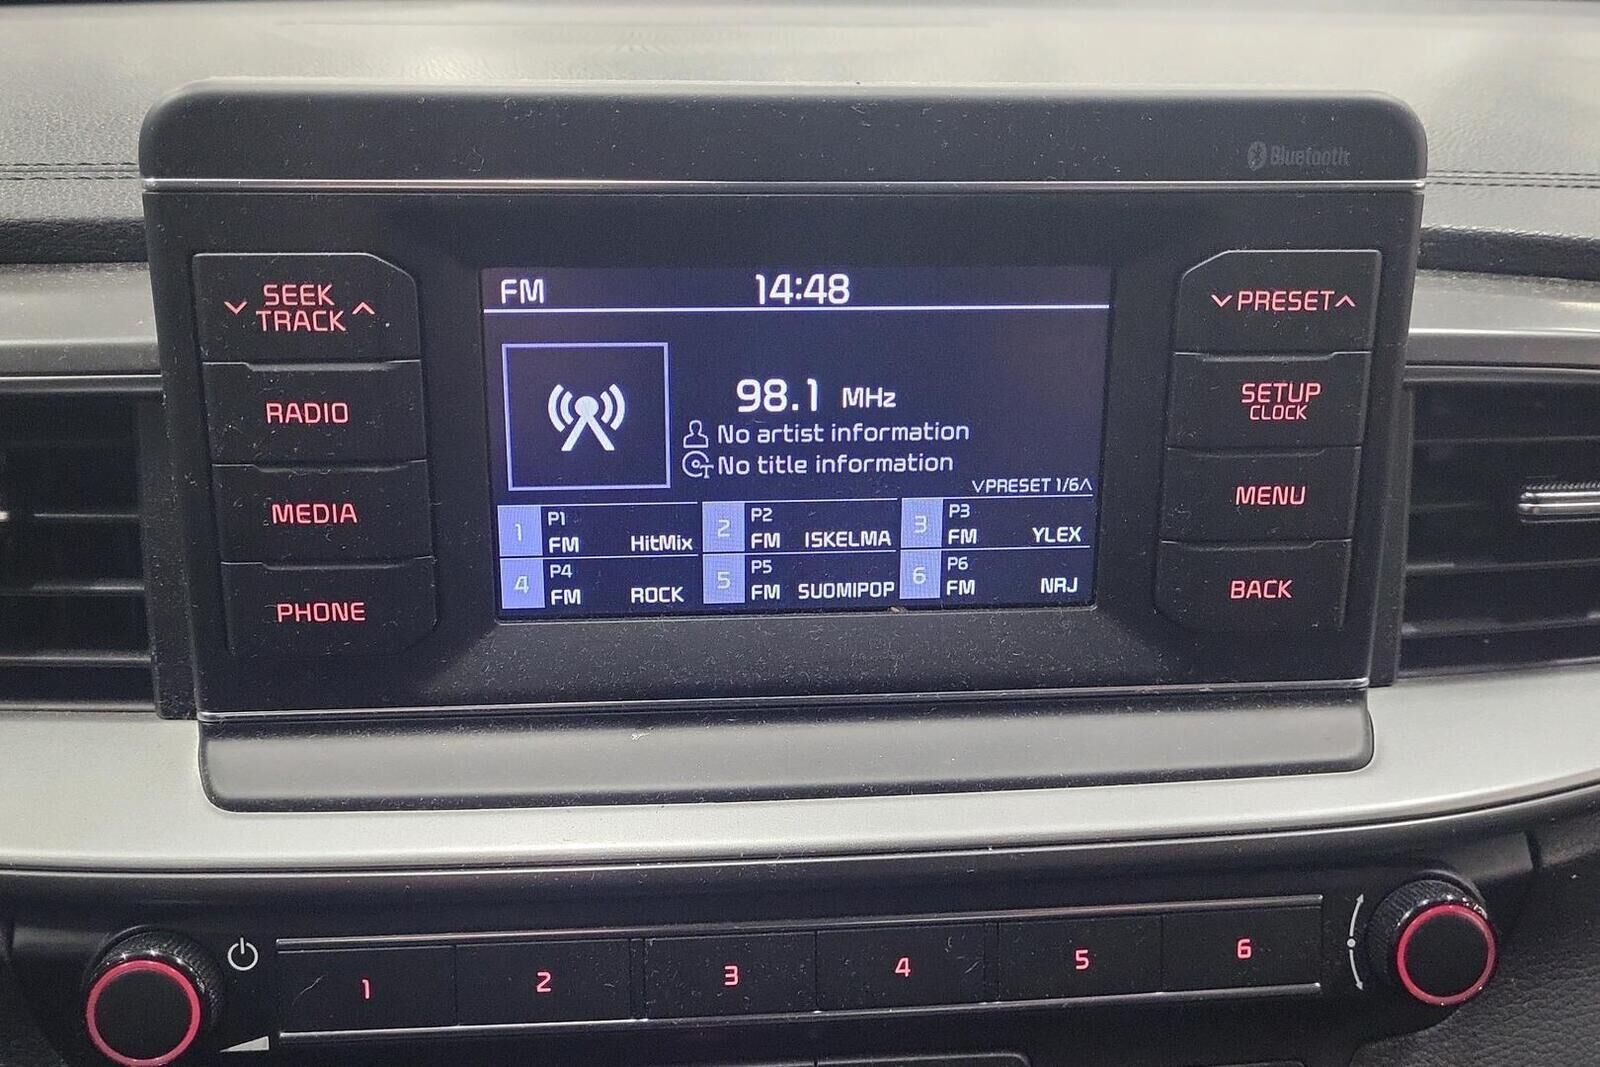 Bluetooth
SEEK
TRACK
RADIO
MEDIA
PHONE
FM 14:48
98.1 MHz
No artist information
No title information
PRESET 1/6
1 P1 FM HitMix
2 P2 FM ISKELMA
3 P3 FM YLEX
4 P4 FM ROCK
5 P5 FM SUOMIPOP
6 P6 FM NRJ
PRESET
SETUP
CLOCK
MENU
BACK
1 2 3 4 5 6